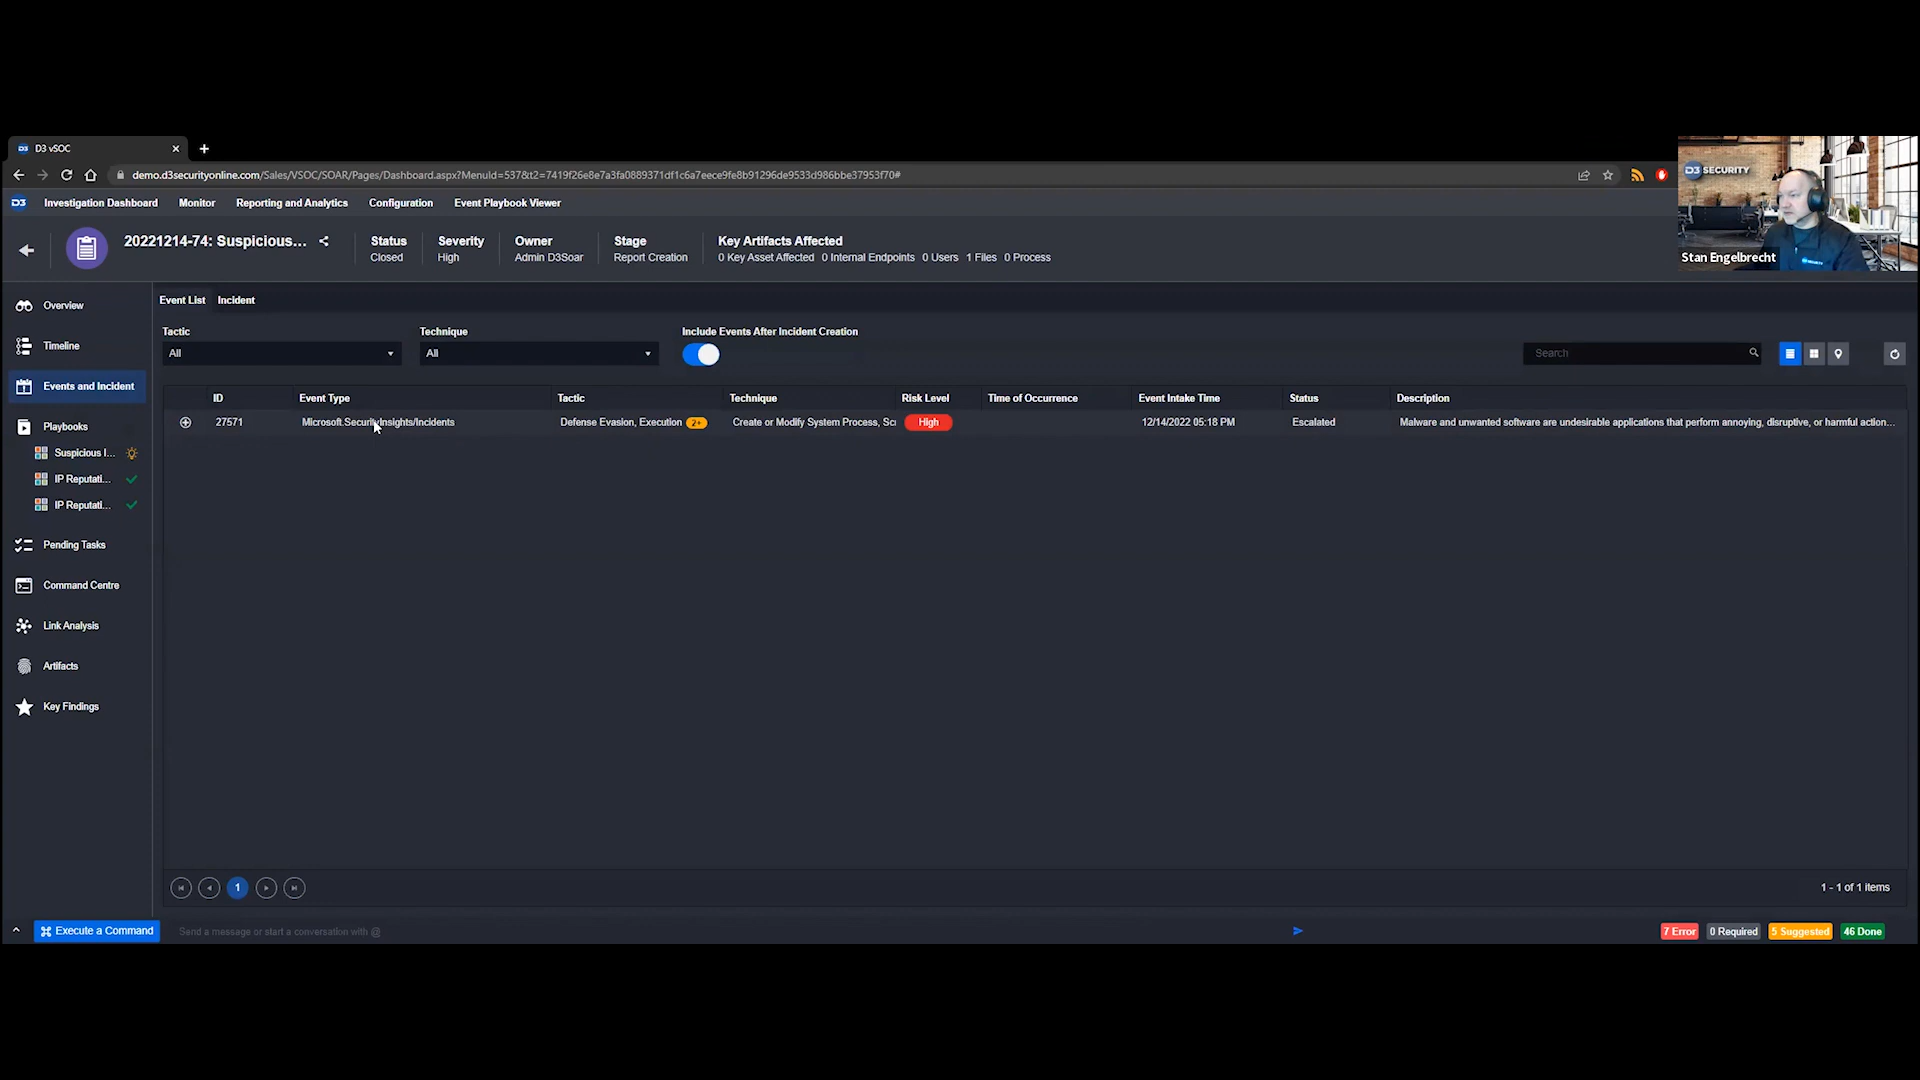 D3 vSOC
demo.d3securityonline.com/Sales/VSOC/SOAR/Pages/Dashboard.aspx?MenuId=537&t2=7419f26e8e7a3fa0889371df1c6a7eece9fe8b91296de9533d986bbe37953f70#
D3 Investigation Dashboard Monitor Reporting and Analytics Configuration Event Playbook Viewer
D3 SECURITY
Stan Engelbrecht
20221214-74: Suspicious...
Status
Closed
Severity
High
Owner
Admin D3Soar
Stage
Report Creation
Key Artifacts Affected
0 Key Asset Affected 0 Internal Endpoints 0 Users 1 Files 0 Process
Overview
Timeline
Events and Incident
Playbooks
Suspicious I...
IP Reputati...
IP Reputati...
Pending Tasks
Command Centre
Link Analysis
Artifacts
Key Findings
Event List Incident
Tactic
All
Technique
All
Include Events After Incident Creation
Search
ID Event Type Tactic Technique Risk Level Time of Occurrence Event Intake Time Status Description
27571 Microsoft.SecurityInsights/Incidents Defense Evasion, Execution 2+ Create or Modify System Process, Sc High 12/14/2022 05:18 PM Escalated Malware and unwanted software are undesirable applications that perform annoying, disruptive, or harmful action...
1
1 - 1 of 1 items
Execute a Command
Send a message or start a conversation with @
7 Error 0 Required 5 Suggested 46 Done